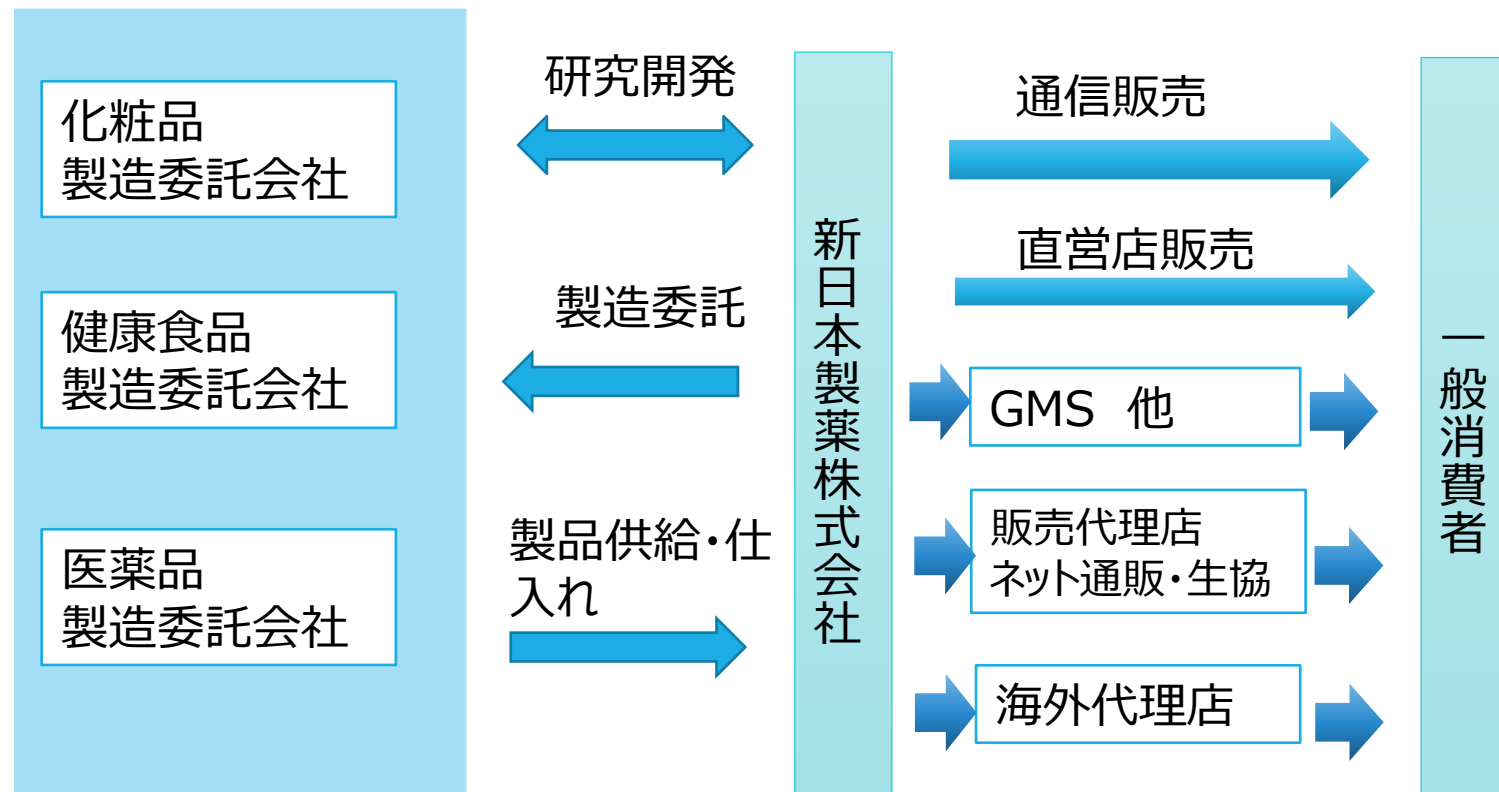 化粧品
製造委託会社
健康食品
製造委託会社
医薬品
製造委託会社
研究開発
製造委託
製品供給・仕
入れ
新日本製薬株式会社
通信販売
直営店販売
GMS 他
販売代理店
ネット通販・生協
海外代理店
一般消費者